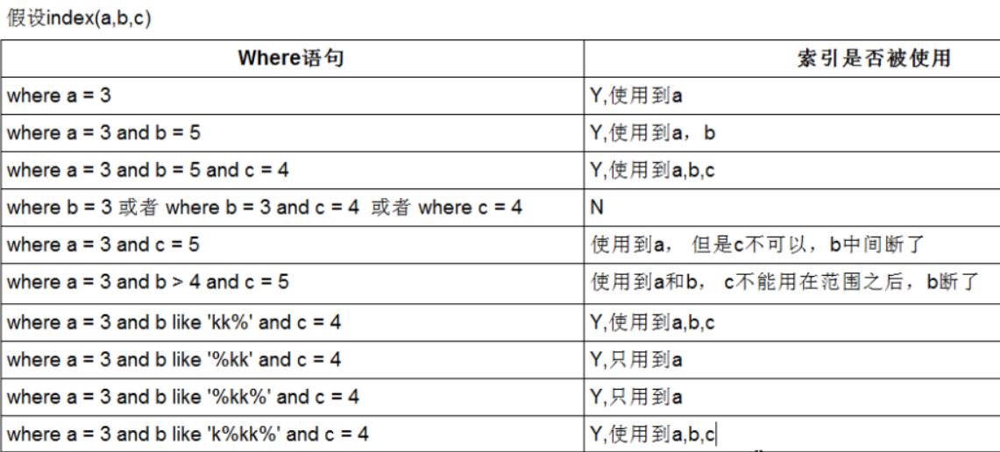 假设index(a,b,c)
Where语句 索引是否被使用
where a = 3 Y,使用到a
where a = 3 and b = 5 Y,使用到a，b
where a = 3 and b = 5 and c = 4 Y,使用到a,b,c
where b = 3 或者 where b = 3 and c = 4 或者 where c = 4 N
where a = 3 and c = 5 使用到a， 但是c不可以，b中间断了
where a = 3 and b > 4 and c = 5 使用到a和b， c不能用在范围之后，b断了
where a = 3 and b like 'kk%' and c = 4 Y,使用到a,b,c
where a = 3 and b like '%kk' and c = 4 Y,只用到a
where a = 3 and b like '%kk%' and c = 4 Y,只用到a
where a = 3 and b like 'k%kk%' and c = 4 Y,使用到a,b,c